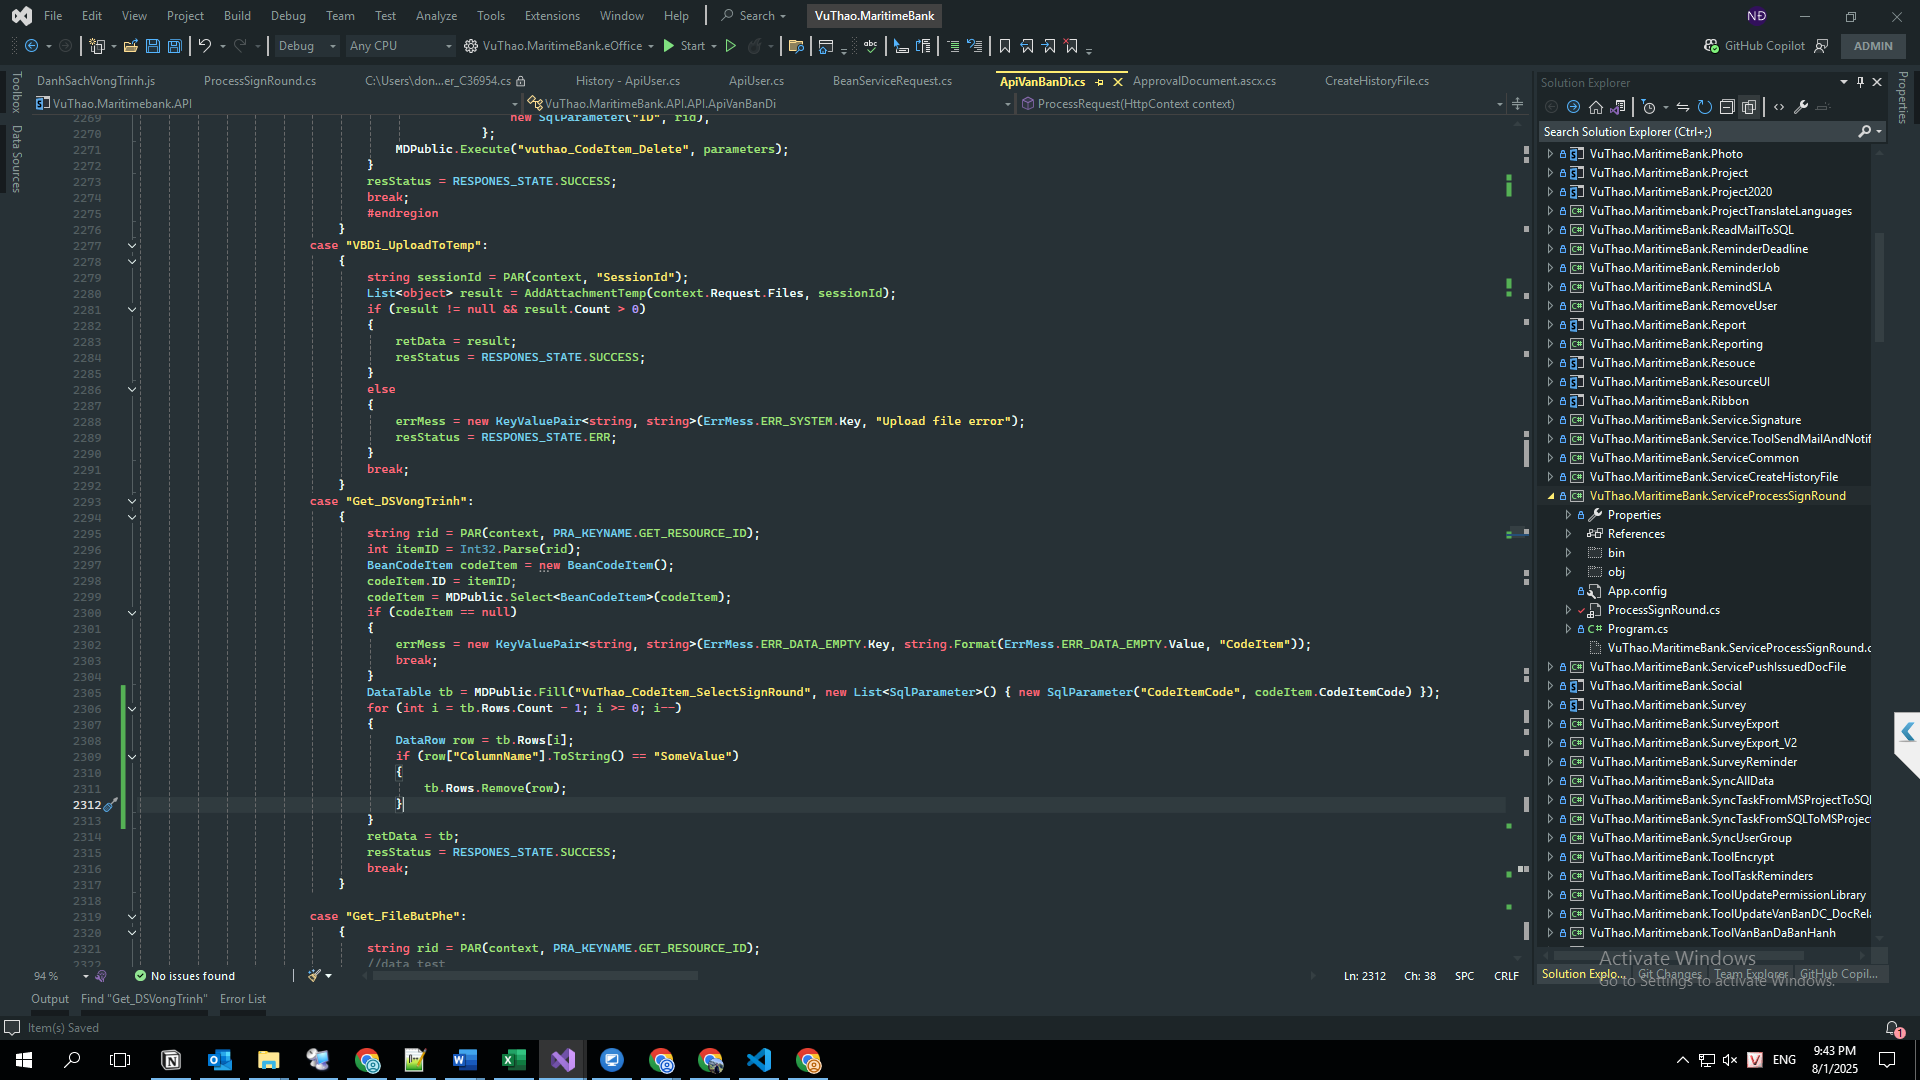 File Edit View Project Build Debug Team Test Analyze Tools Extensions Window Help Search VuThao.MaritimeBank NĐ
Debug Any CPU VuThao.MaritimeBank.eOffice Start GitHub Copilot ADMIN
DanhSachVongTrinh.js ProcessSignRound.cs C:\Users\don...er_C36954.cs History - ApiUser.cs ApiUser.cs BeanServiceRequest.cs ApiVanBanDi.cs ApprovalDocument.ascx.cs CreateHistoryFile.cs
VuThao.Maritimebank.API VuThao.MaritimeBank.API.API.ApiVanBanDi ProcessRequest(HttpContext context)
Toolbox
Data Sources
2269 new SqlParameter("ID", rid),
2270 };
2271 MDPublic.Execute("vuthao_CodeItem_Delete", parameters);
2272 }
2273 resStatus = RESPONES_STATE.SUCCESS;
2274 break;
2275 #endregion
2276 }
2277 case "VBDi_UploadToTemp":
2278 {
2279 string sessionId = PAR(context, "SessionId");
2280 List<object> result = AddAttachmentTemp(context.Request.Files, sessionId);
2281 if (result != null && result.Count > 0)
2282 {
2283 retData = result;
2284 resStatus = RESPONES_STATE.SUCCESS;
2285 }
2286 else
2287 {
2288 errMess = new KeyValuePair<string, string>(ErrMess.ERR_SYSTEM.Key, "Upload file error");
2289 resStatus = RESPONES_STATE.ERR;
2290 }
2291 break;
2292 }
2293 case "Get_DSVongTrinh":
2294 {
2295 string rid = PAR(context, PRA_KEYNAME.GET_RESOURCE_ID);
2296 int itemID = Int32.Parse(rid);
2297 BeanCodeItem codeItem = new BeanCodeItem();
2298 codeItem.ID = itemID;
2299 codeItem = MDPublic.Select<BeanCodeItem>(codeItem);
2300 if (codeItem == null)
2301 {
2302 errMess = new KeyValuePair<string, string>(ErrMess.ERR_DATA_EMPTY.Key, string.Format(ErrMess.ERR_DATA_EMPTY.Value, "CodeItem"));
2303 break;
2304 }
2305 DataTable tb = MDPublic.Fill("VuThao_CodeItem_SelectSignRound", new List<SqlParameter>() { new SqlParameter("CodeItemCode", codeItem.CodeItemCode) });
2306 for (int i = tb.Rows.Count - 1; i >= 0; i--)
2307 {
2308 DataRow row = tb.Rows[i];
2309 if (row["ColumnName"].ToString() == "SomeValue")
2310 {
2311 tb.Rows.Remove(row);
2312 }
2313 }
2314 retData = tb;
2315 resStatus = RESPONES_STATE.SUCCESS;
2316 break;
2317 }
2318
2319 case "Get_FileButPhe":
2320 {
2321 string rid = PAR(context, PRA_KEYNAME.GET_RESOURCE_ID);
2322 //data test
94 % No issues found Ln: 2312 Ch: 38 SPC CRLF
Output Find "Get_DSVongTrinh" Error List
Item(s) Saved
Solution Explorer
Properties
Search Solution Explorer (Ctrl+;)
VuThao.MaritimeBank.Photo
VuThao.MaritimeBank.Project
VuThao.MaritimeBank.Project2020
VuThao.Maritimebank.ProjectTranslateLanguages
VuThao.MaritimeBank.ReadMailToSQL
VuThao.MaritimeBank.ReminderDeadline
VuThao.MaritimeBank.ReminderJob
VuThao.MaritimeBank.RemindSLA
VuThao.MaritimeBank.RemoveUser
VuThao.MaritimeBank.Report
VuThao.MaritimeBank.Reporting
VuThao.MaritimeBank.Resouce
VuThao.MaritimeBank.ResourceUI
VuThao.MaritimeBank.Ribbon
VuThao.MaritimeBank.Service.Signature
VuThao.MaritimeBank.Service.ToolSendMailAndNotif
VuThao.MaritimeBank.ServiceCommon
VuThao.MaritimeBank.ServiceCreateHistoryFile
VuThao.MaritimeBank.ServiceProcessSignRound
Properties
References
bin
obj
App.config
ProcessSignRound.cs
Program.cs
VuThao.MaritimeBank.ServiceProcessSignRound.c
VuThao.MaritimeBank.ServicePushIssuedDocFile
VuThao.MaritimeBank.Social
VuThao.MaritimeBank.Survey
VuThao.MaritimeBank.SurveyExport
VuThao.MaritimeBank.SurveyExport_V2
VuThao.MaritimeBank.SurveyReminder
VuThao.MaritimeBank.SyncAllData
VuThao.MaritimeBank.SyncTaskFromMSProjectToSQL
VuThao.MaritimeBank.SyncTaskFromSQLToMSProjec
VuThao.MaritimeBank.SyncUserGroup
VuThao.MaritimeBank.ToolEncrypt
VuThao.MaritimeBank.ToolTaskReminders
VuThao.MaritimeBank.ToolUpdatePermissionLibrary
VuThao.Maritimebank.ToolUpdateVanBanDC_DocRela
VuThao.MaritimeBank.ToolVanBanDaBanHanh
Activate Windows
Solution Explo... Git Changes Team Explorer GitHub Copil...
Go to Settings to activate Windows.
ENG 9:43 PM
8/1/2025